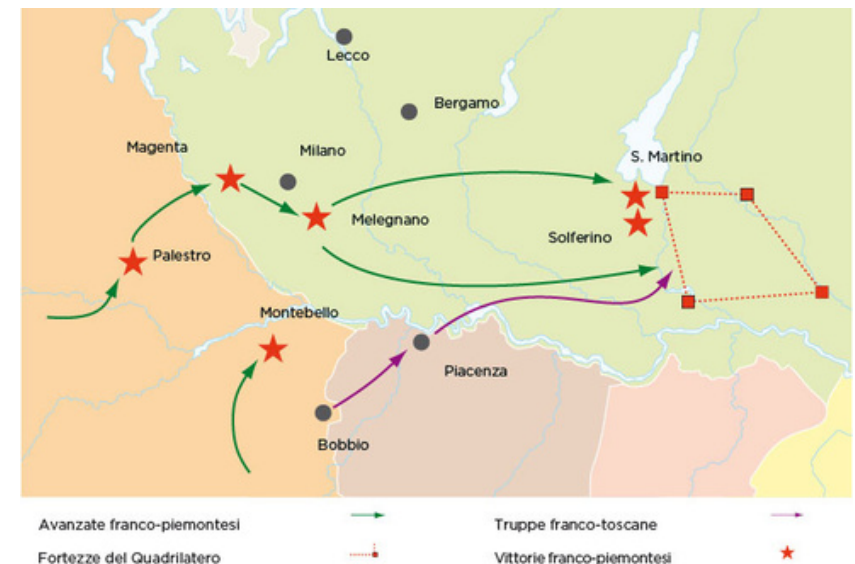 Lecco
Bergamo
Magenta
Milano
S. Martino
Melegnano
Solferino
Palestro
Montebello
Piacenza
Bobbio
Avanzate franco-piemontesi
Truppe franco-toscane
Fortezze del Quadrilatero
Vittorie franco-piemontesi